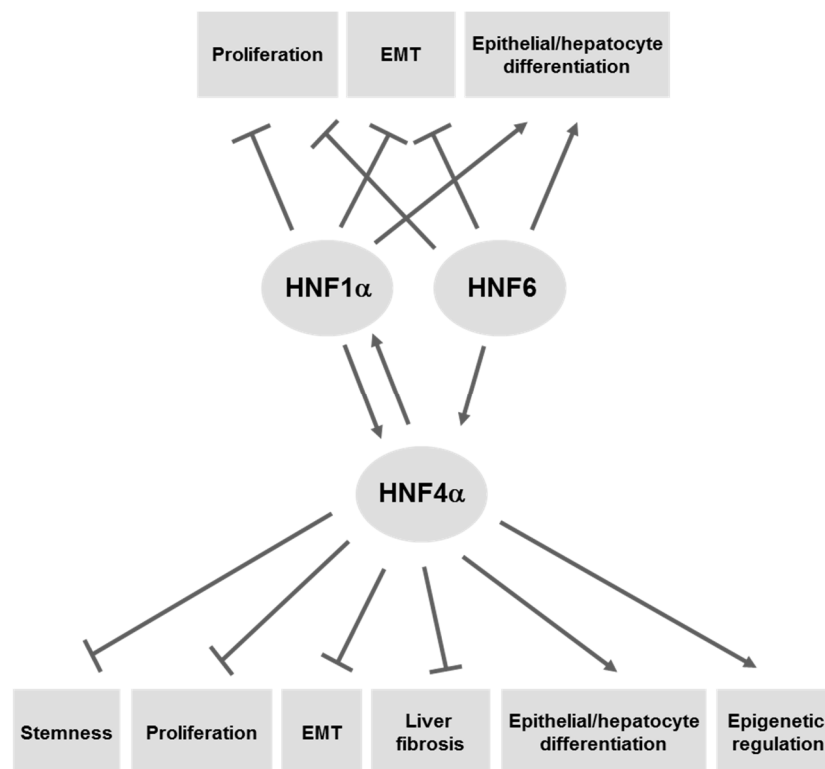 Proliferation
EMT
Epithelial/hepatocyte
differentiation
HNF1α
HNF6
HNF4α
Stemness
Proliferation
EMT
Liver
fibrosis
Epithelial/hepatocyte
differentiation
Epigenetic
regulation